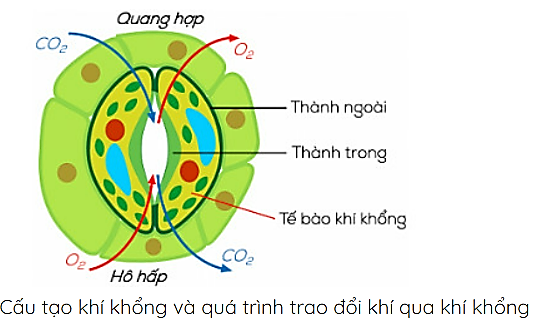 Quang hợp
CO₂
O₂
Thành ngoài
Thành trong
Tế bào khí khổng
O₂
CO₂
Hô hấp
Cấu tạo khí khổng và quá trình trao đổi khí qua khí khổng